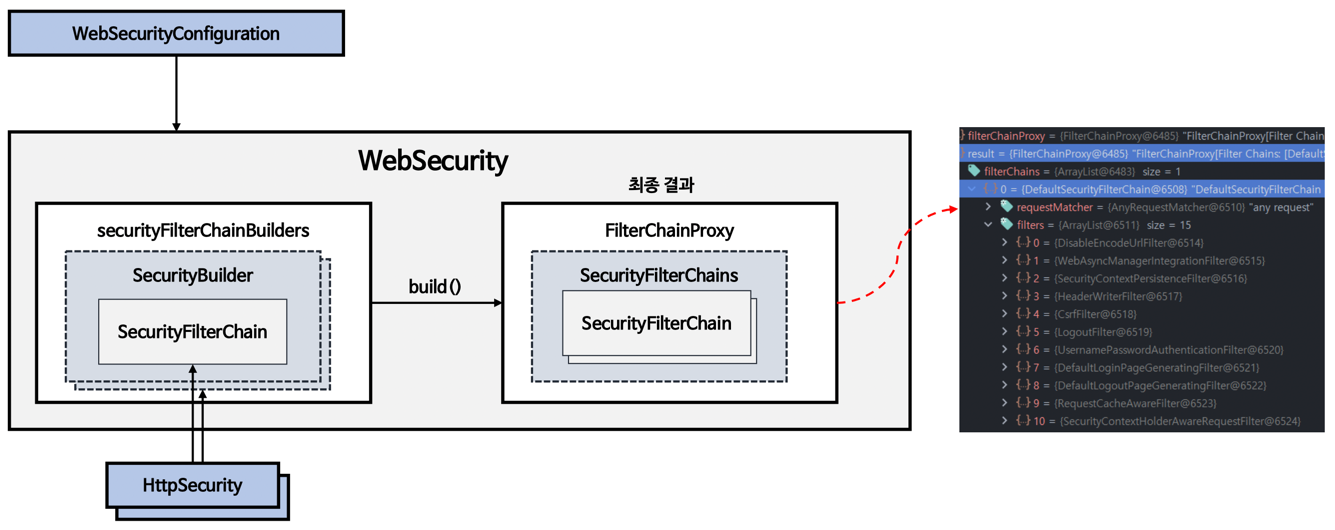 WebSecurityConfiguration
WebSecurity
최종 결과
securityFilterChainBuilders
SecurityBuilder
SecurityFilterChain
build()
FilterChainProxy
SecurityFilterChains
SecurityFilterChain
HttpSecurity
filterChainProxy = {FilterChainProxy@6485} "FilterChainProxy[Filter Chain
result = {FilterChainProxy@6485} "FilterChainProxy[Filter Chains: [DefaultS
filterChains = {ArrayList@6483} size = 1
0 = {DefaultSecurityFilterChain@6508} "DefaultSecurityFilterChain
requestMatcher = {AnyRequestMatcher@6510} "any request"
filters = {ArrayList@6511} size = 15
0 = {DisableEncodeUrlFilter@6514}
1 = {WebAsyncManagerIntegrationFilter@6515}
2 = {SecurityContextPersistenceFilter@6516}
3 = {HeaderWriterFilter@6517}
4 = {CsrfFilter@6518}
5 = {LogoutFilter@6519}
6 = {UsernamePasswordAuthenticationFilter@6520}
7 = {DefaultLoginPageGeneratingFilter@6521}
8 = {DefaultLogoutPageGeneratingFilter@6522}
9 = {RequestCacheAwareFilter@6523}
10 = {SecurityContextHolderAwareRequestFilter@6524}